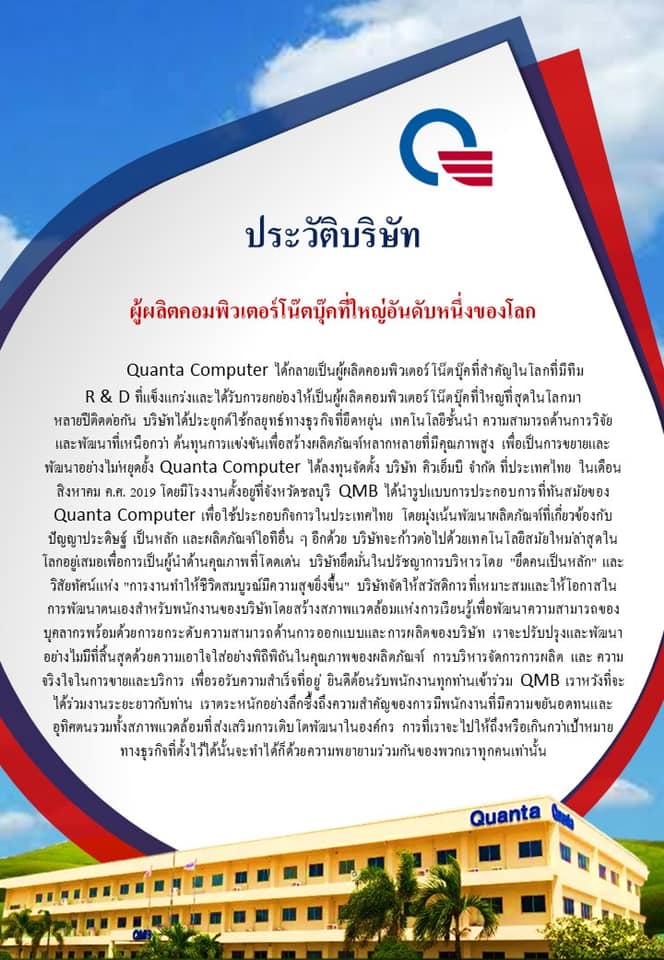 ประวัติบริษัท
ผู้ผลิตคอมพิวเตอร์โน๊ตบุ๊คที่ใหญ่อันดับหนึ่งของโลก
Quanta Computer ได้กลายเป็นผู้ผลิตคอมพิวเตอร์โน๊ตบุ๊คที่สำคัญในโลกที่มีทีม
R & D ที่แข็งแกร่งและได้รับการยกย่องให้เป็นผู้ผลิตคอมพิวเตอร์โน๊ตบุ๊คที่ใหญ่ที่สุดในโลกมา
หลายปีติดต่อกัน บริษัทได้ประยุกต์ใช้กลยุทธ์ทางธุรกิจที่ยืดหยุ่น เทคโนโลยีชั้นนำ ความสามารถด้านการวิจัย
และพัฒนาที่เหนือกว่า ต้นทุนการแข่งขันเพื่อสร้างผลิตภัณฑ์หลากหลายที่มีคุณภาพสูง เพื่อเป็นการขยายและ
พัฒนาอย่างไม่หยุดยั้ง Quanta Computer ได้ลงทุนจัดตั้ง บริษัท คิวเอ็มบี จำกัด ที่ประเทศไทย ในเดือน
สิงหาคม ค.ศ. 2019 โดยมีโรงงานตั้งอยู่ที่จังหวัดชลบุรี QMB ได้นำรูปแบบการประกอบการที่ทันสมัยของ
Quanta Computer เพื่อใช้ประกอบกิจการในประเทศไทย โดยมุ่งเน้นพัฒนาผลิตภัณฑ์ที่เกี่ยวข้องกับ
ปัญญาประดิษฐ์ เป็นหลัก และผลิตภัณฑ์ไอทีอื่น ๆ อีกด้วย บริษัทจะก้าวต่อไปด้วยเทคโนโลยีสมัยใหม่ล่าสุดใน
โลกอยู่เสมอเพื่อการเป็นผู้นำด้านคุณภาพที่โดดเด่น บริษัทยึดมั่นในปรัชญาการบริหารโดย "ยึดคนเป็นหลัก" และ
วิสัยทัศน์แห่ง "การงานทำให้ชีวิตสมบูรณ์มีความสุขยิ่งขึ้น" บริษัทจัดให้สวัสดิการที่เหมาะสมและให้โอกาสใน
การพัฒนาตนเองสำหรับพนักงานของบริษัทโดยสร้างสภาพแวดล้อมแห่งการเรียนรู้เพื่อพัฒนาความสามารถของ
บุคลากรพร้อมด้วยการยกระดับความสามารถด้านการออกแบบและการผลิตของบริษัท เราจะปรับปรุงและพัฒนา
อย่างไม่มีที่สิ้นสุดด้วยความเอาใจใส่อย่างพิถีพิถันในคุณภาพของผลิตภัณฑ์ การบริหารจัดการการผลิต และ ความ
จริงใจในการขายและบริการ เพื่อรอรับความสำเร็จที่อยู่ ยินดีต้อนรับพนักงานทุกท่านเข้าร่วม QMB เราหวังที่จะ
ได้ร่วมงานระยะยาวกับท่าน เราตระหนักอย่างลึกซึ้งถึงความสำคัญของการมีพนักงานที่มีความขยันอดทนและ
อุทิศตนรวมทั้งสภาพแวดล้อมที่ส่งเสริมการเติบโตพัฒนาในองค์กร การที่เราจะไปให้ถึงหรือเกินกว่าเป้าหมาย
ทางธุรกิจที่ตั้งไว้ได้นั้นจะทำได้ก็ด้วยความพยายามร่วมกันของพวกเราทุกคนเท่านั้น
Quanta Quanta
QMB